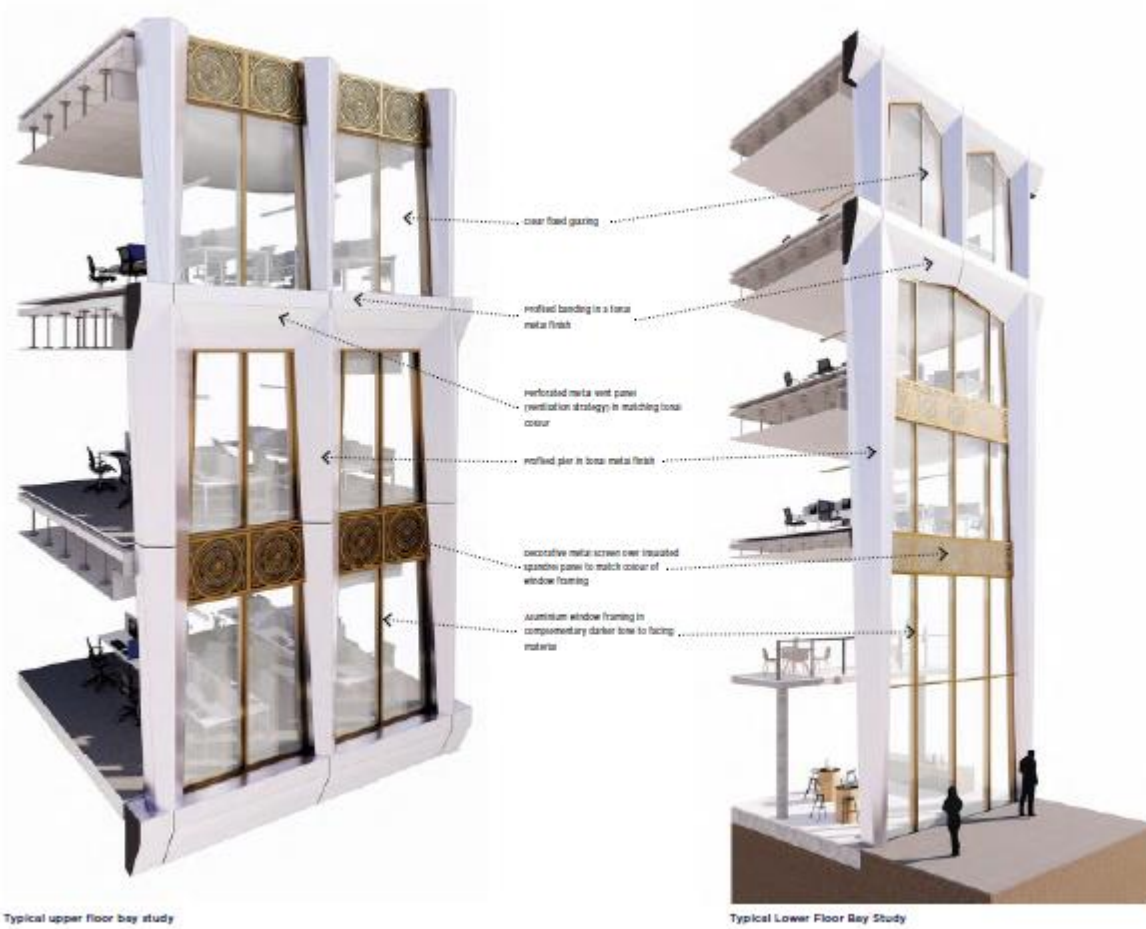 Clear fixed glazing
Profiled banding in a tonal
metal finish
Perforated metal vent panel
(ventilation strategy) in matching tonal
colour
Profiled pier in tonal metal finish
Decorative metal screen over insulated
spandrel panel to match colour of
window framing
Aluminium window framing in
complementary darker tone to facing
material
Typical upper floor bay study
Typical Lower Floor Bay Study